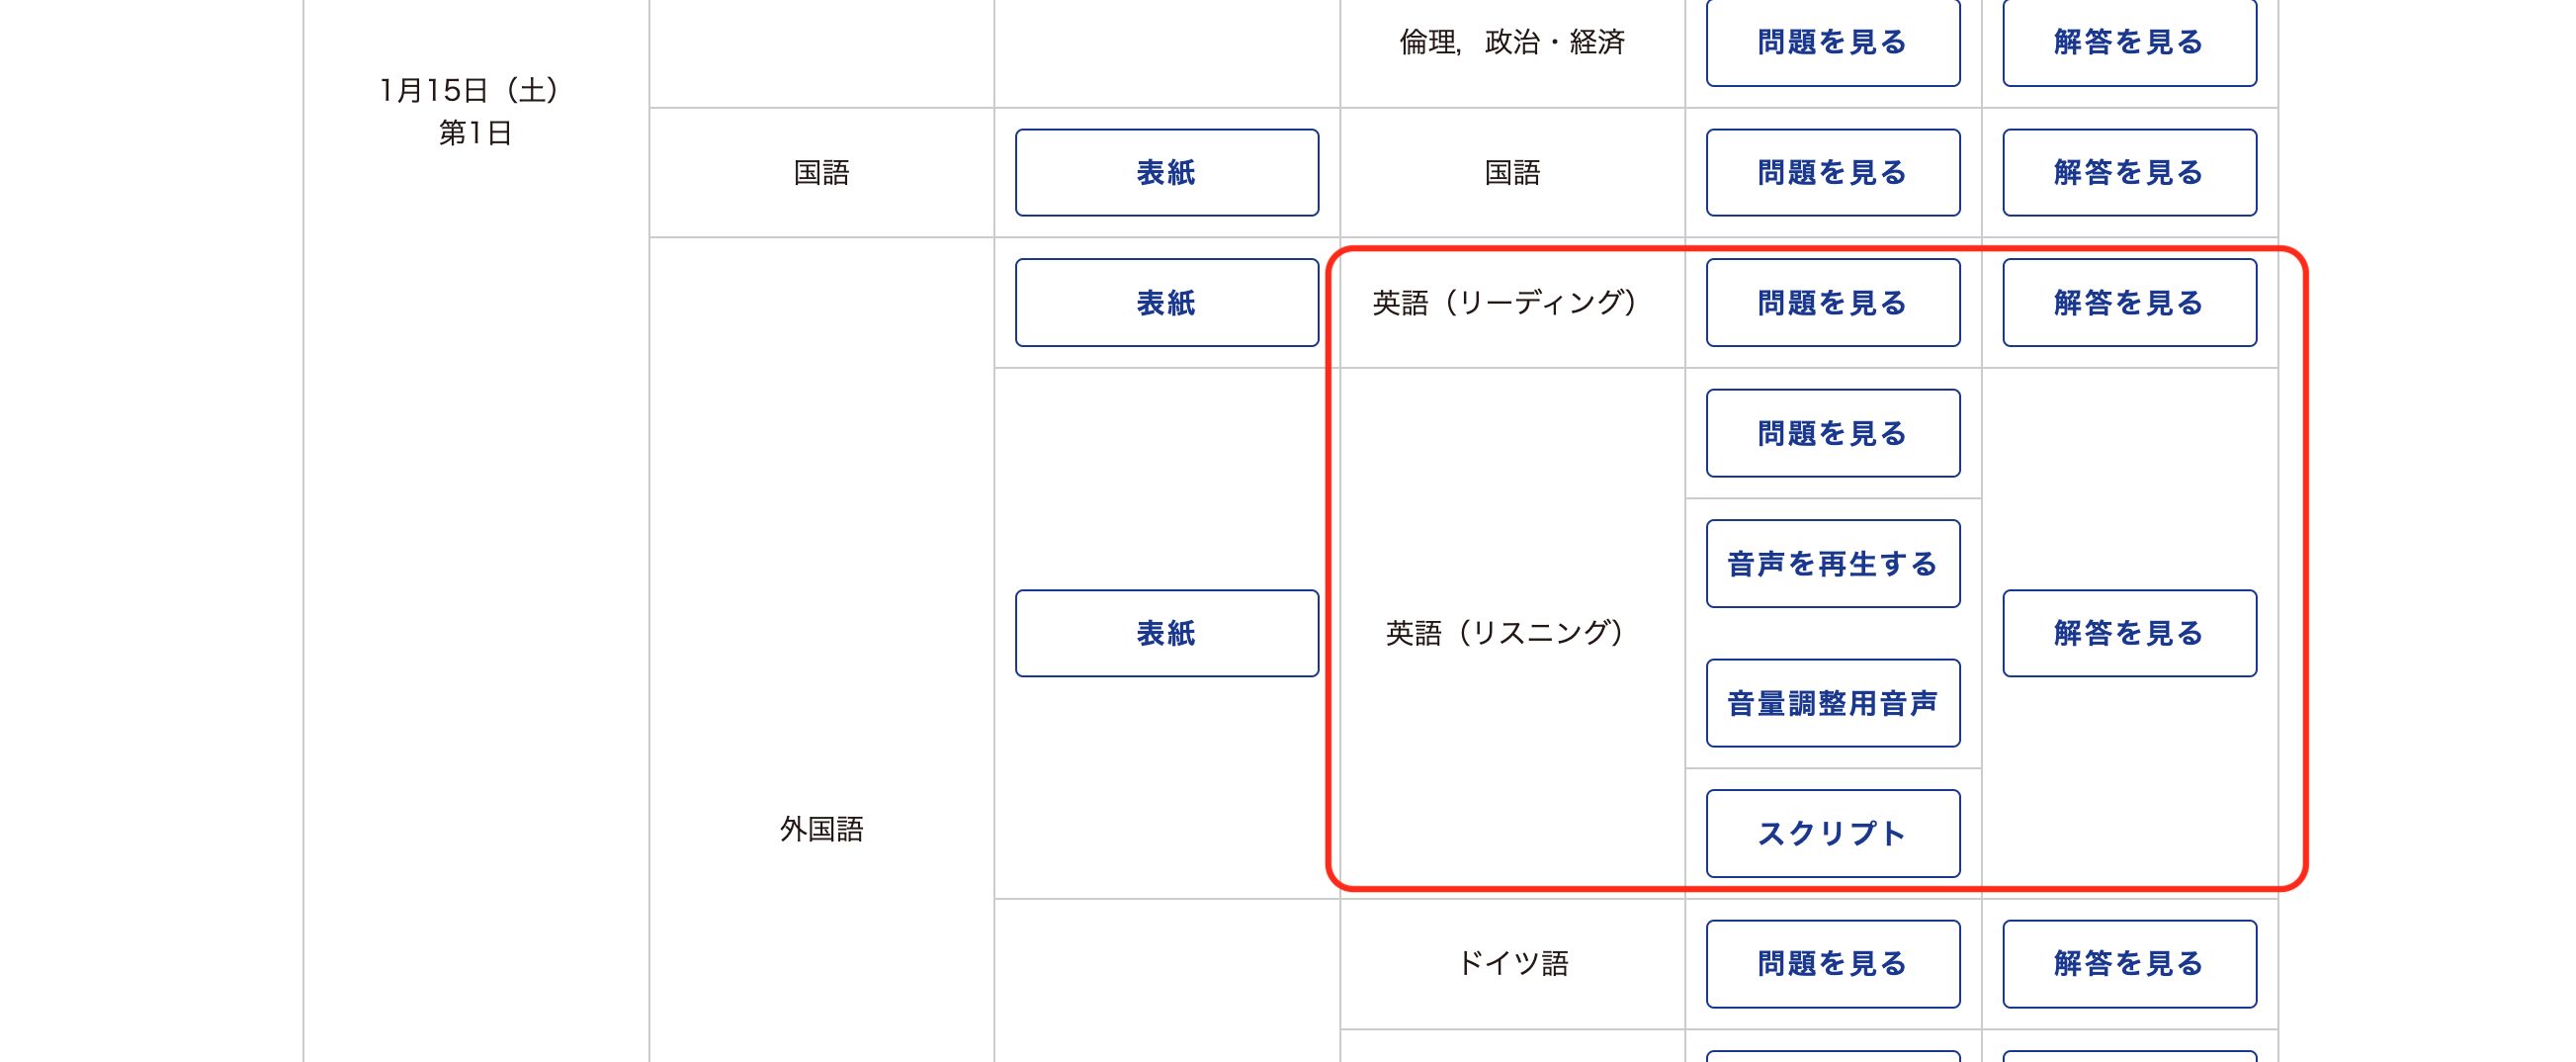 倫理，政治・経済
問題を見る
解答を見る
1月15日（土）
第1日
国語
表紙
国語
問題を見る
解答を見る
外国語
表紙
英語（リーディング）
問題を見る
解答を見る
表紙
英語（リスニング）
問題を見る
音声を再生する
音量調整用音声
スクリプト
解答を見る
ドイツ語
問題を見る
解答を見る